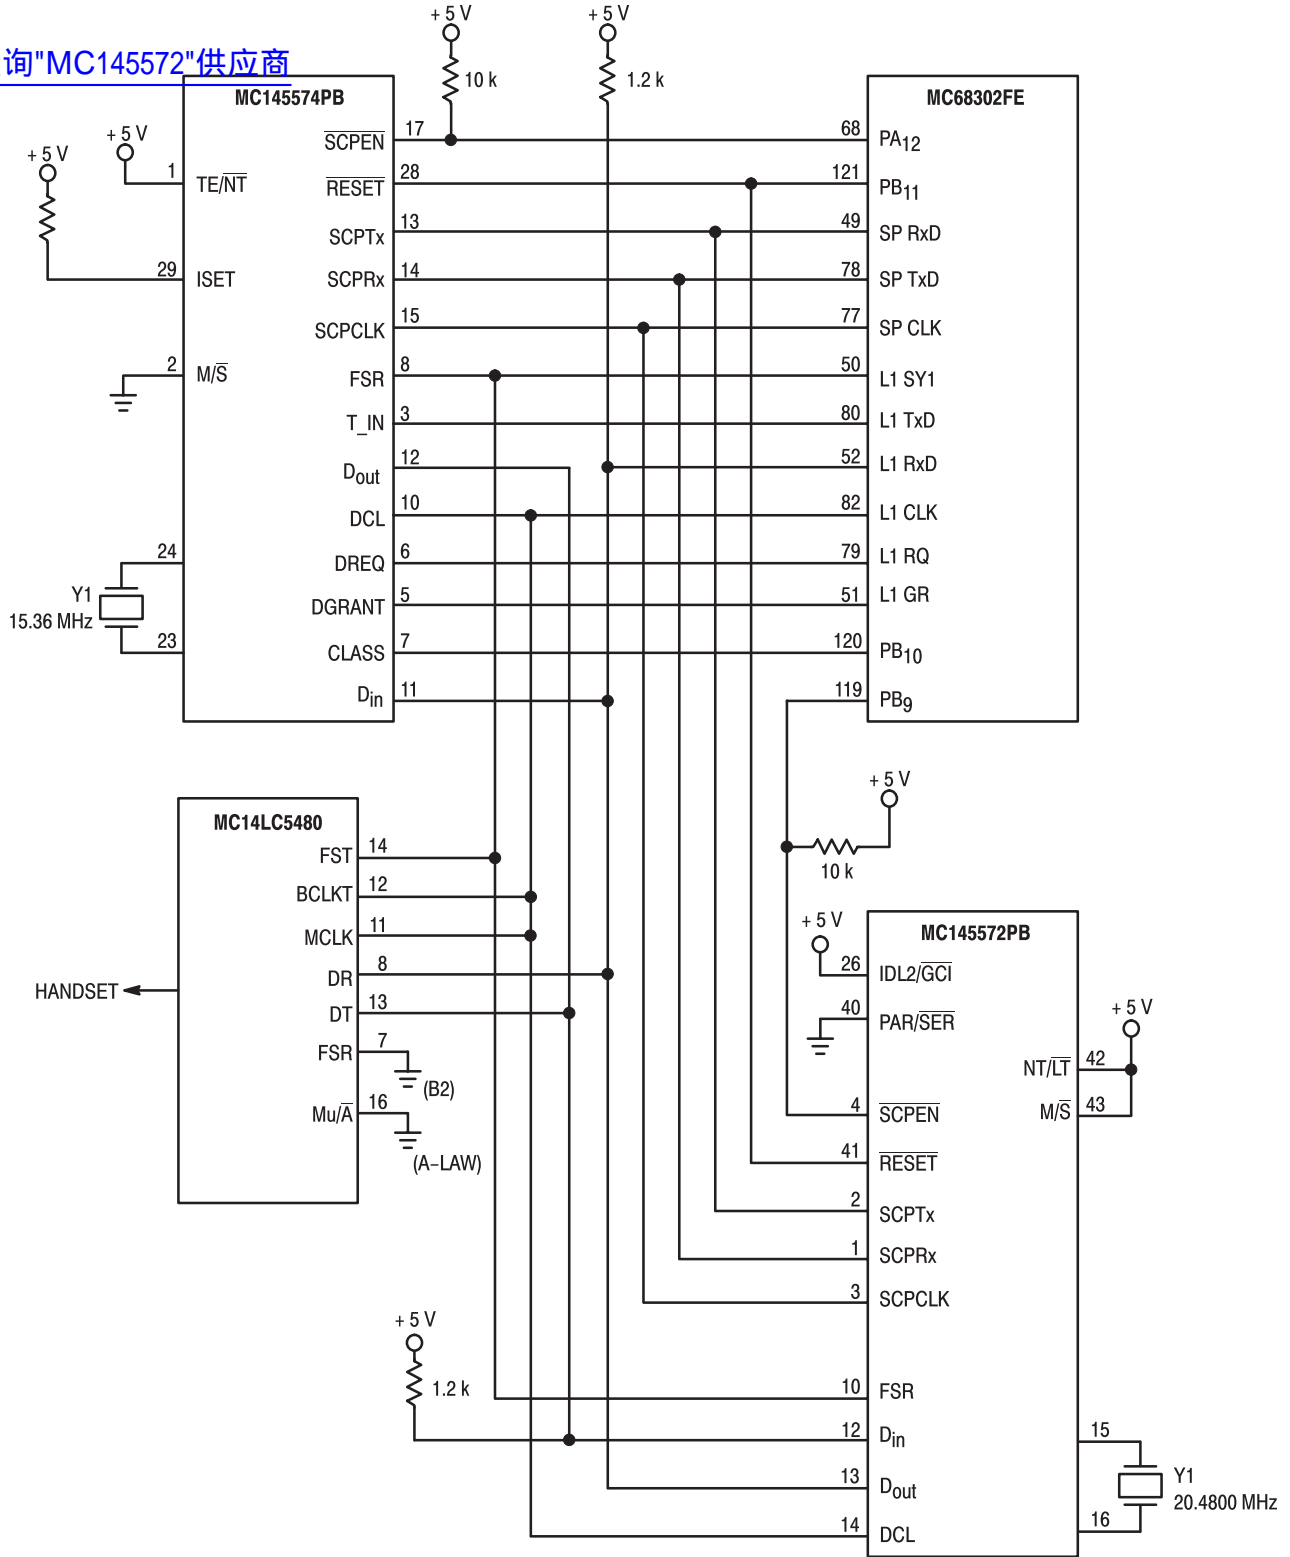 询"MC145572"供应商
+ 5 V
+ 5 V
10 k
1.2 k
MC145574PB
MC68302FE
+ 5 V
+ 5 V
1
TE/NT
29
ISET
2
M/S
24
Y1
15.36 MHz
23
SCPEN
17
68
PA12
RESET
28
121
PB11
SCPTx
13
49
SP RxD
SCPRx
14
78
SP TxD
SCPCLK
15
77
SP CLK
FSR
8
50
L1 SY1
T_IN
3
80
L1 TxD
Dout
12
52
L1 RxD
DCL
10
82
L1 CLK
DREQ
6
79
L1 RQ
DGRANT
5
51
L1 GR
CLASS
7
120
PB10
Din
11
119
PB9
MC14LC5480
FST
14
BCLKT
12
MCLK
11
DR
8
HANDSET
DT
13
FSR
7
(B2)
Mu/A
16
(A–LAW)
+ 5 V
10 k
+ 5 V
MC145572PB
26
IDL2/GCI
40
PAR/SER
+ 5 V
NT/LT
42
M/S
43
4
SCPEN
41
RESET
2
SCPTx
1
SCPRx
3
SCPCLK
+ 5 V
1.2 k
10
FSR
12
Din
13
Dout
14
DCL
15
Y1
20.4800 MHz
16